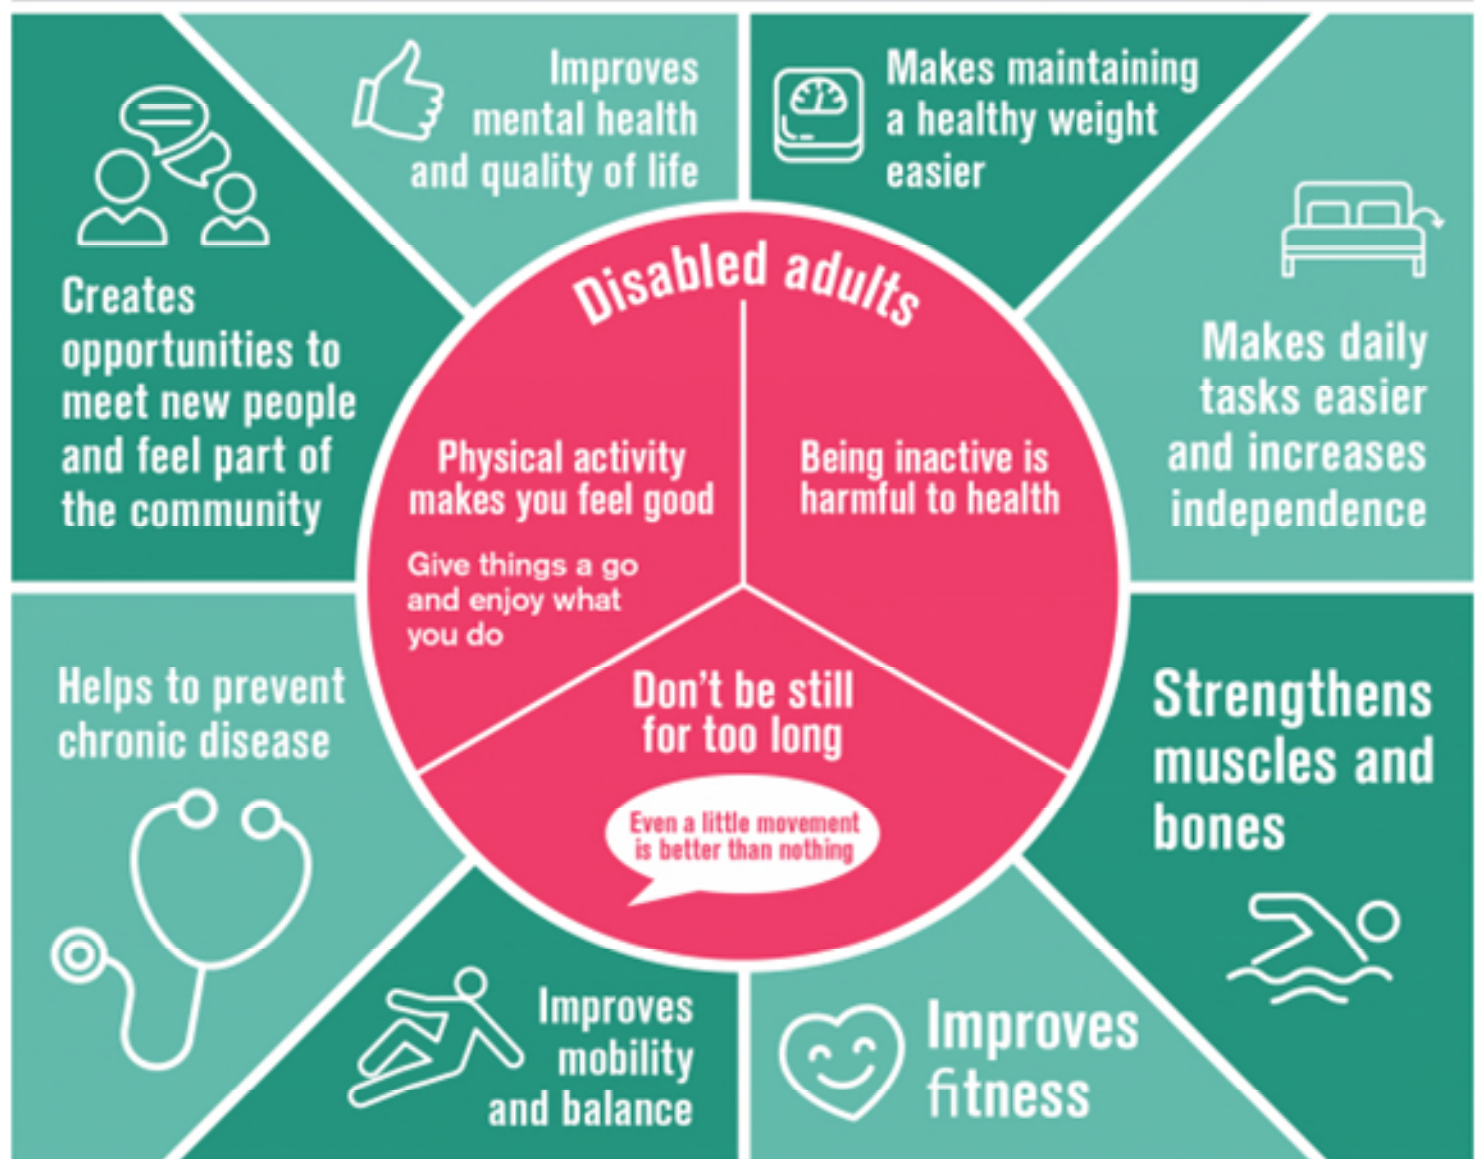 Improves
mental health
and quality of life
Makes maintaining
a healthy weight
easier
Creates
opportunities to
meet new people
and feel part of
the community
Disabled adults
Makes daily
tasks easier
and increases
independence
Physical activity
makes you feel good
Give things a go
and enjoy what
you do
Being inactive is
harmful to health
Don't be still
for too long
Even a little movement
is better than nothing
Helps to prevent
chronic disease
Strengthens
muscles and
bones
Improves
mobility
and balance
Improves
fitness